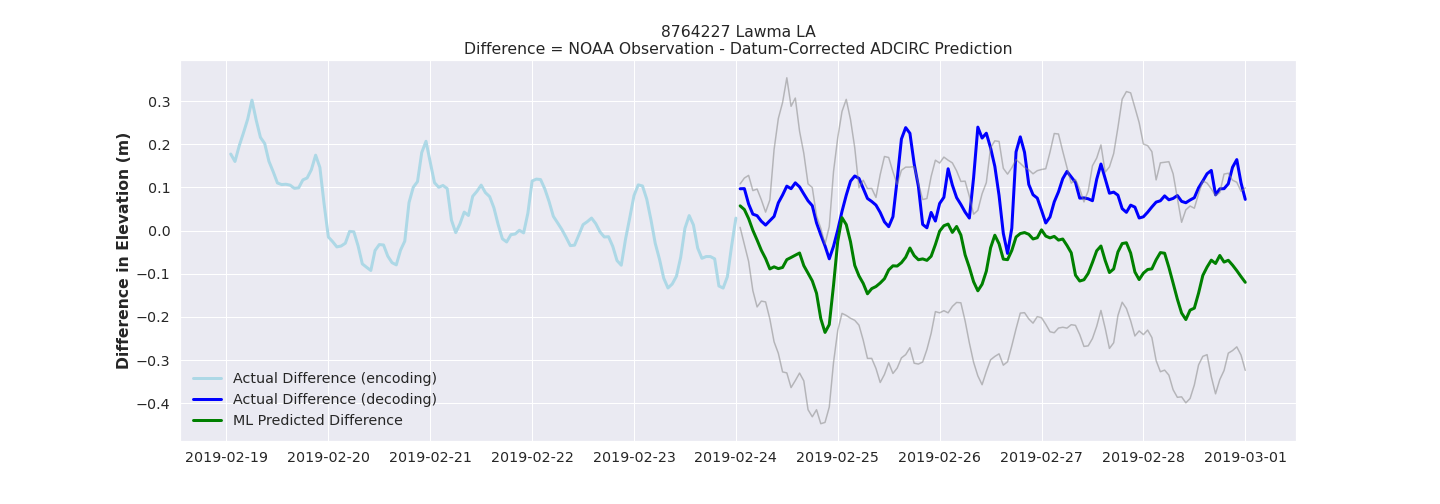 8764227 Lawma LA
Difference = NOAA Observation - Datum-Corrected ADCIRC Prediction
Difference in Elevation (m)
0.3
0.2
0.1
0.0
−0.1
−0.2
−0.3
−0.4
Actual Difference (encoding)
Actual Difference (decoding)
ML Predicted Difference
2019-02-19 2019-02-20 2019-02-21 2019-02-22 2019-02-23 2019-02-24 2019-02-25 2019-02-26 2019-02-27 2019-02-28 2019-03-01